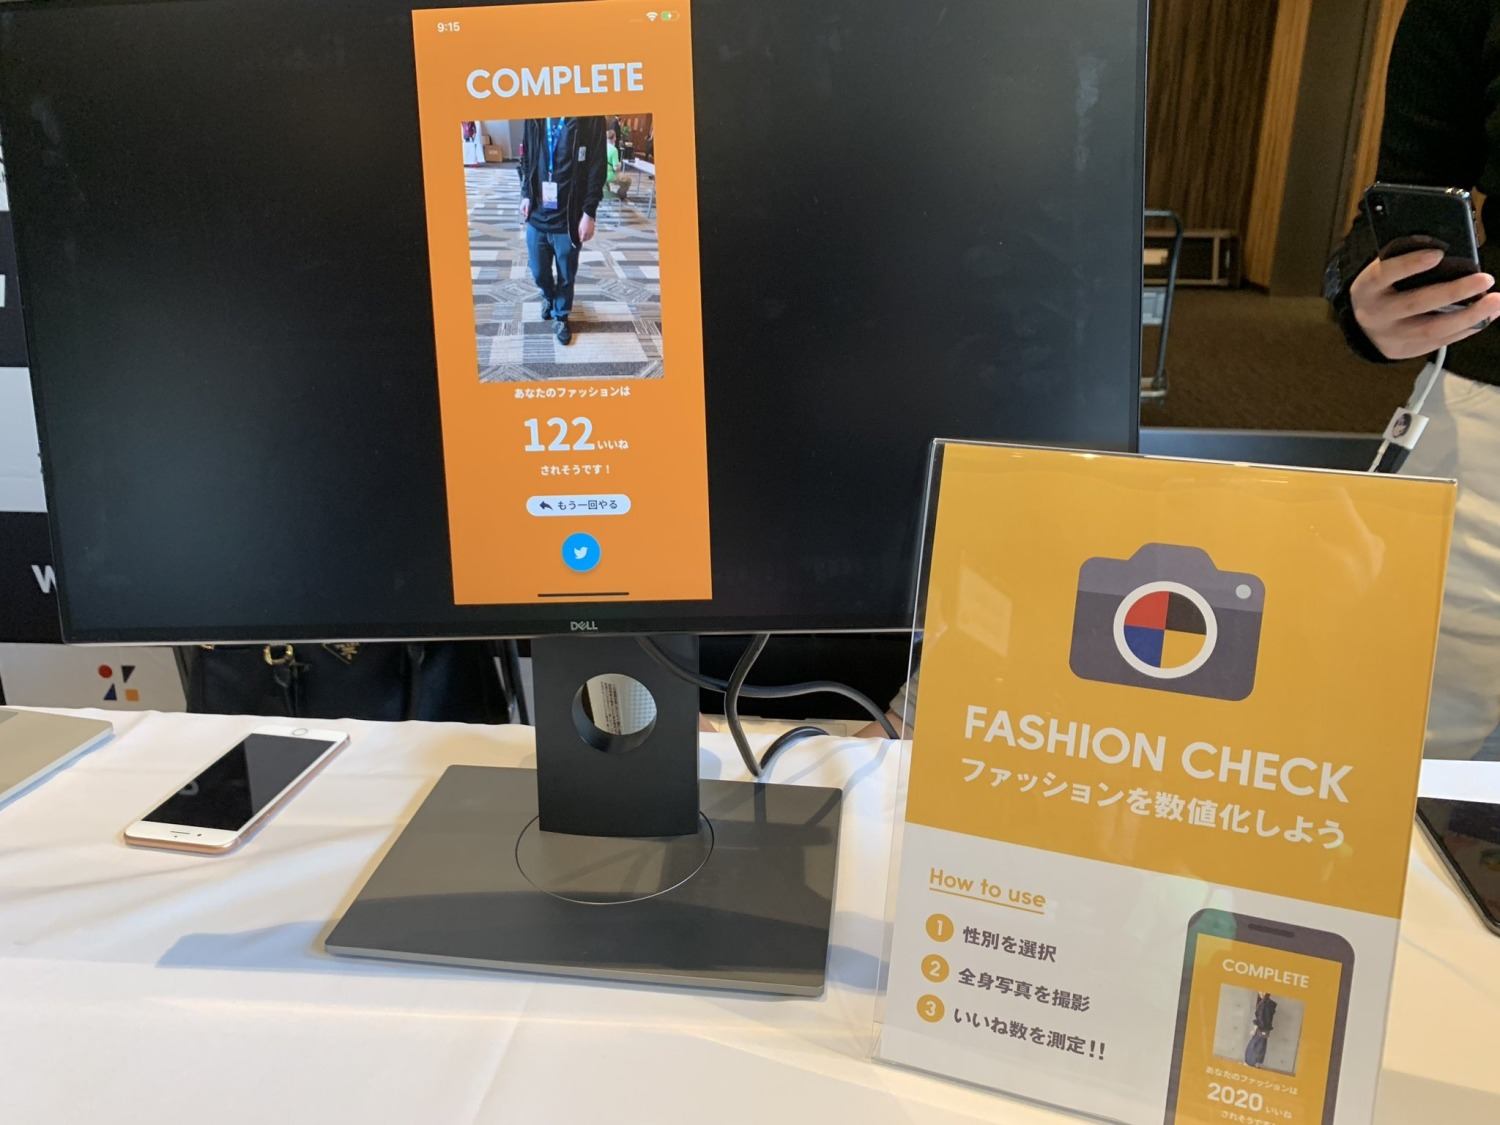 9:15
COMPLETE
あなたのファッションは
122いいね
されそうです！
もう一回やる
DELL
W
FASHION CHECK
ファッションを数値化しよう
How to use
1 性別を選択
2 全身写真を撮影
3 いいね数を測定!!
COMPLETE
あなたのファッションは
2020いいね
されそうです